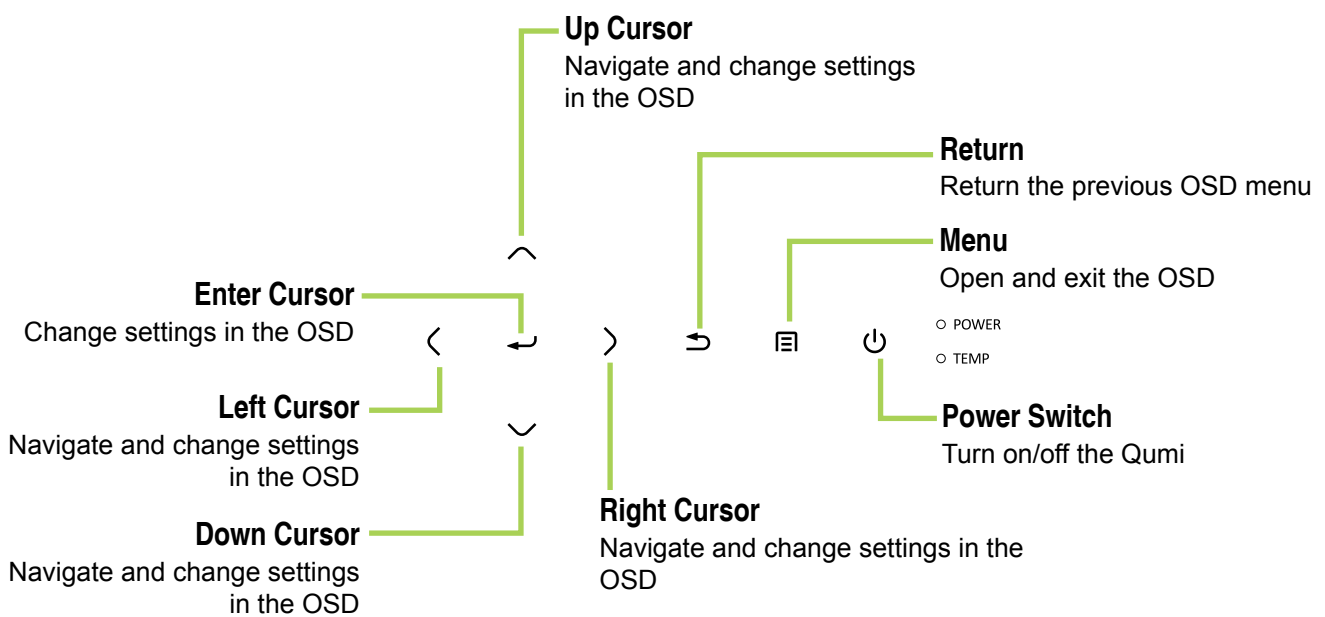 Up Cursor
Navigate and change settings
in the OSD
Return
Return the previous OSD menu
Menu
Open and exit the OSD
Enter Cursor
Change settings in the OSD
POWER
TEMP
Left Cursor
Navigate and change settings
in the OSD
Power Switch
Turn on/off the Qumi
Right Cursor
Navigate and change settings in the
OSD
Down Cursor
Navigate and change settings
in the OSD